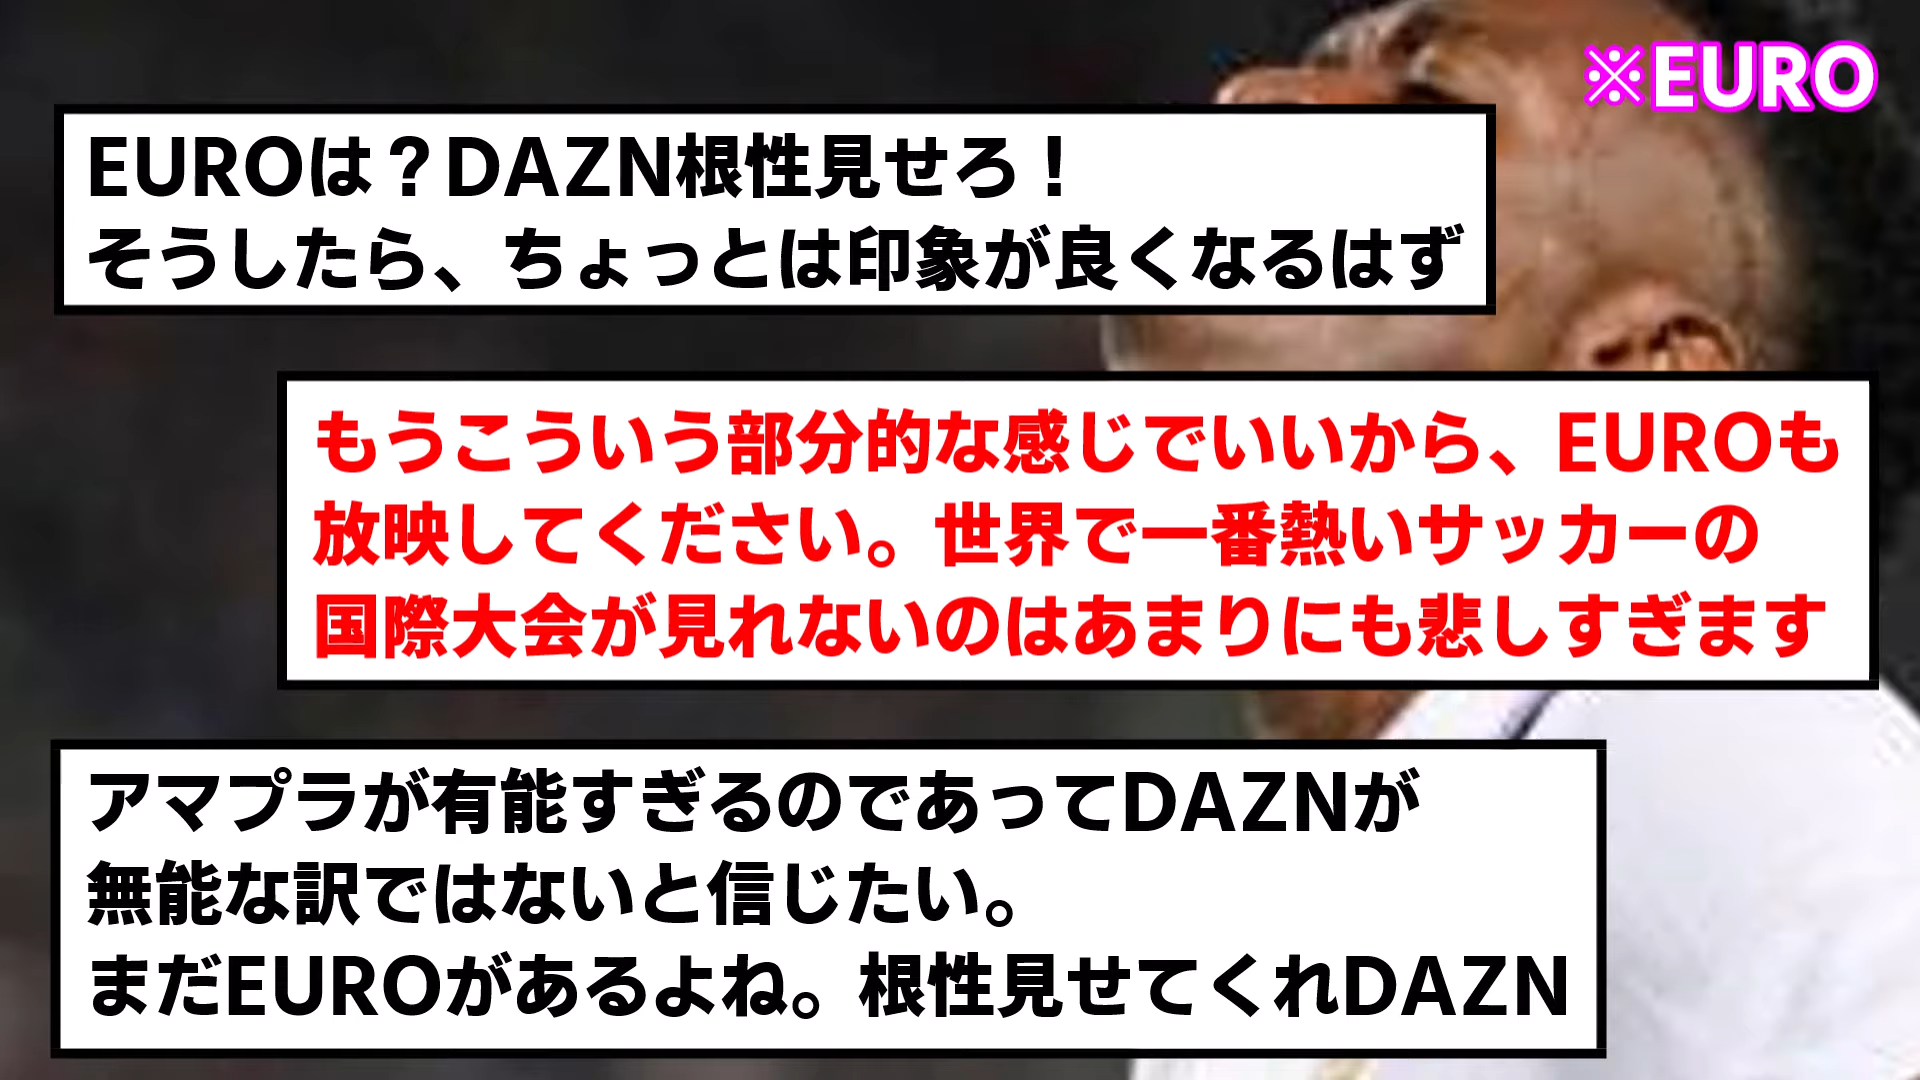 ※EURO
EUROは？DAZN根性見せろ！
そうしたら、ちょっとは印象が良くなるはず
もうこういう部分的な感じでいいから、EUROも
放映してください。世界で一番熱いサッカーの
国際大会が見れないのはあまりにも悲しすぎます
アマプラが有能すぎるのであってDAZNが
無能な訳ではないと信じたい。
まだEUROがあるよね。根性見せてくれDAZN